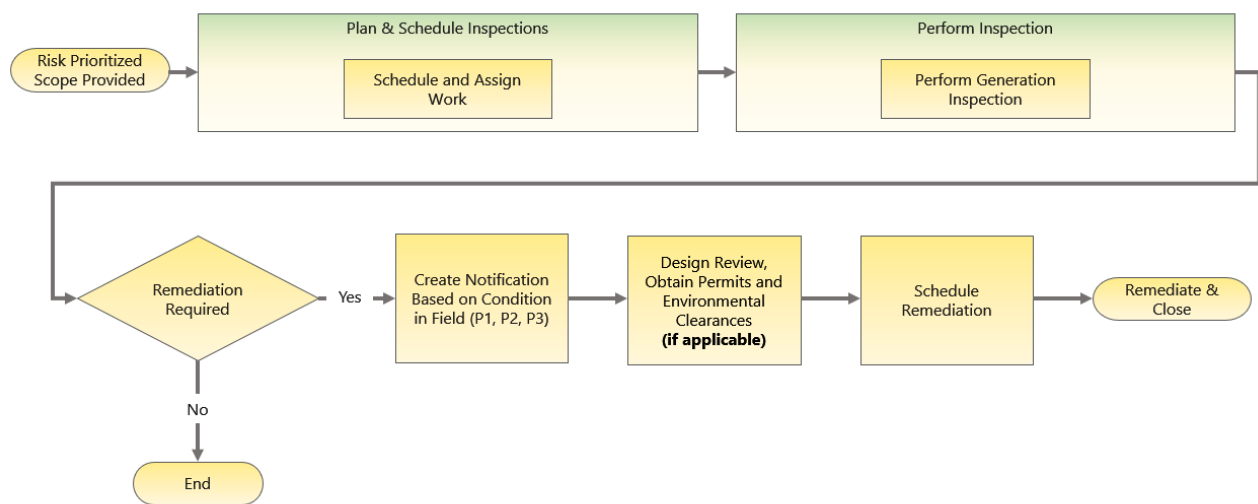 Risk Prioritized
Scope Provided
Plan & Schedule Inspections
Schedule and Assign
Work
Perform Inspection
Perform Generation
Inspection
Remediation
Required
Yes
No
End
Create Notification
Based on Condition
in Field (P1, P2, P3)
Design Review,
Obtain Permits and
Environmental
Clearances
(if applicable)
Schedule
Remediation
Remediate &
Close